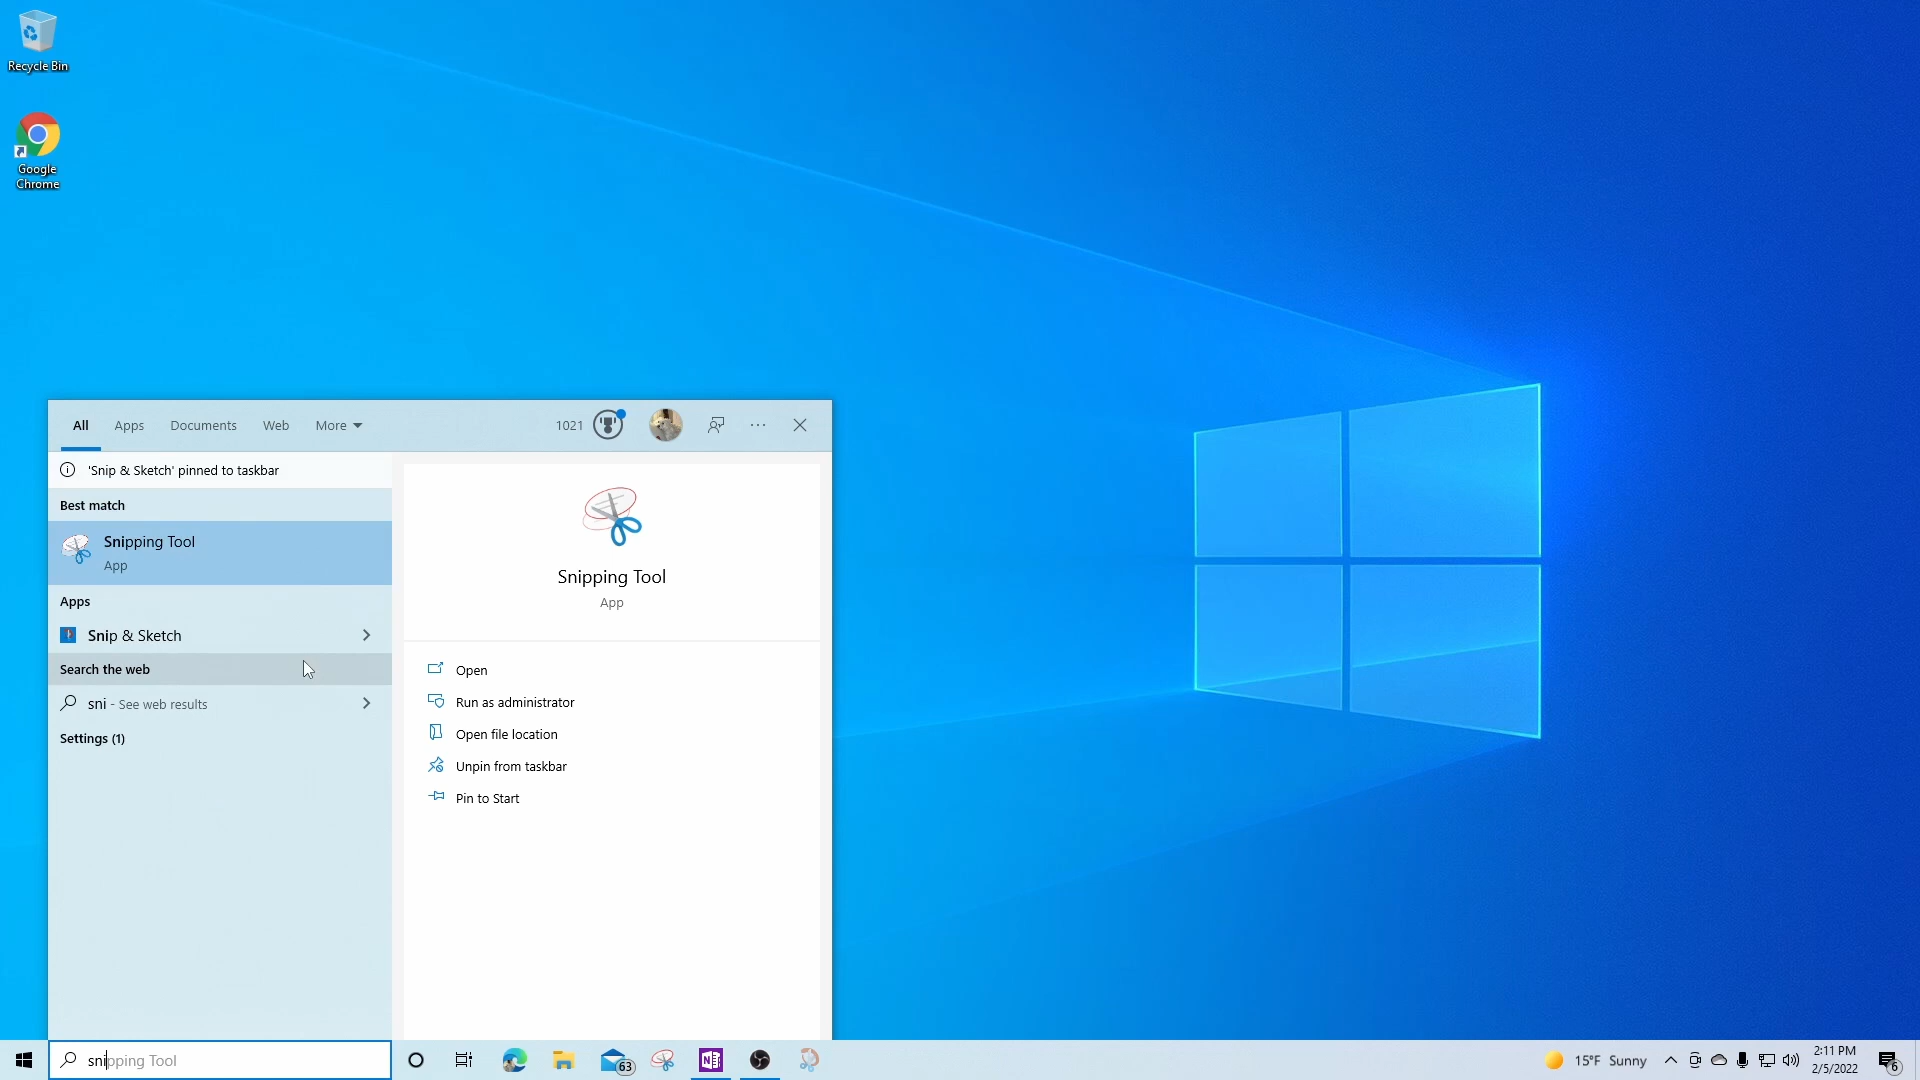 Recycle Bin
Google
Chrome
All
Apps
Documents
Web
More
1021
'Snip & Sketch' pinned to taskbar
Best match
Snipping Tool
App
Apps
Snip & Sketch
Search the web
sni - See web results
Settings (1)
Snipping Tool
App
Open
Run as administrator
Open file location
Unpin from taskbar
Pin to Start
snipping Tool
63
N
15°F Sunny
2:11 PM
2/5/2022
6